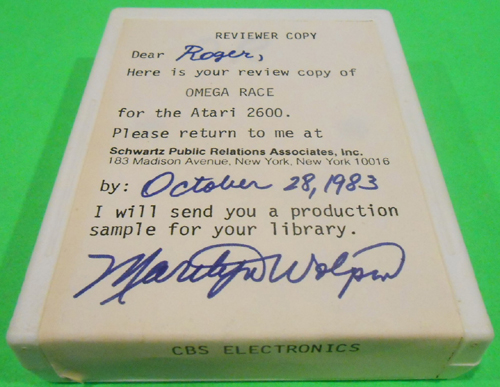 REVIEWER COPY
Dear Roger,
Here is your review copy of
OMEGA RACE
for the Atari 2600.
Please return to me at
Schwartz Public Relations Associates, Inc.
183 Madison Avenue, New York, New York 10016
by: October 28, 1983
I will send you a production
sample for your library.
Marilyn Wolpin
CBS ELECTRONICS